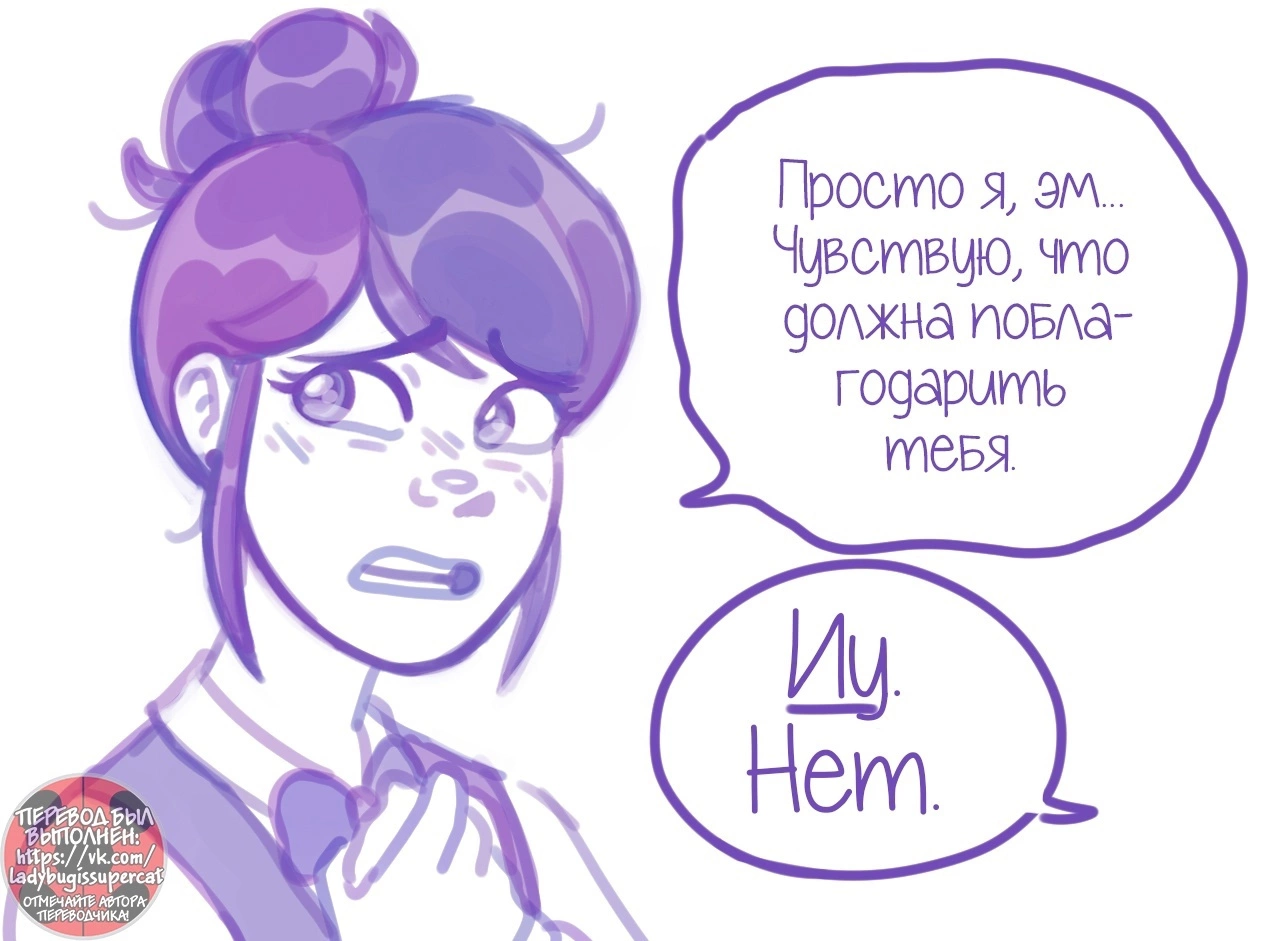 Просто я, эм...
Чувствую, что
должна побла-
годарить
тебя.
Иу.
Нет.
ПЕРЕВОД БЫЛ
ВЫПОЛНЕН:
https://vk.com/
ladybugissupercat
ОТМЕЧАЙТЕ АВТОРА
ПЕРЕВОДЧИКА!